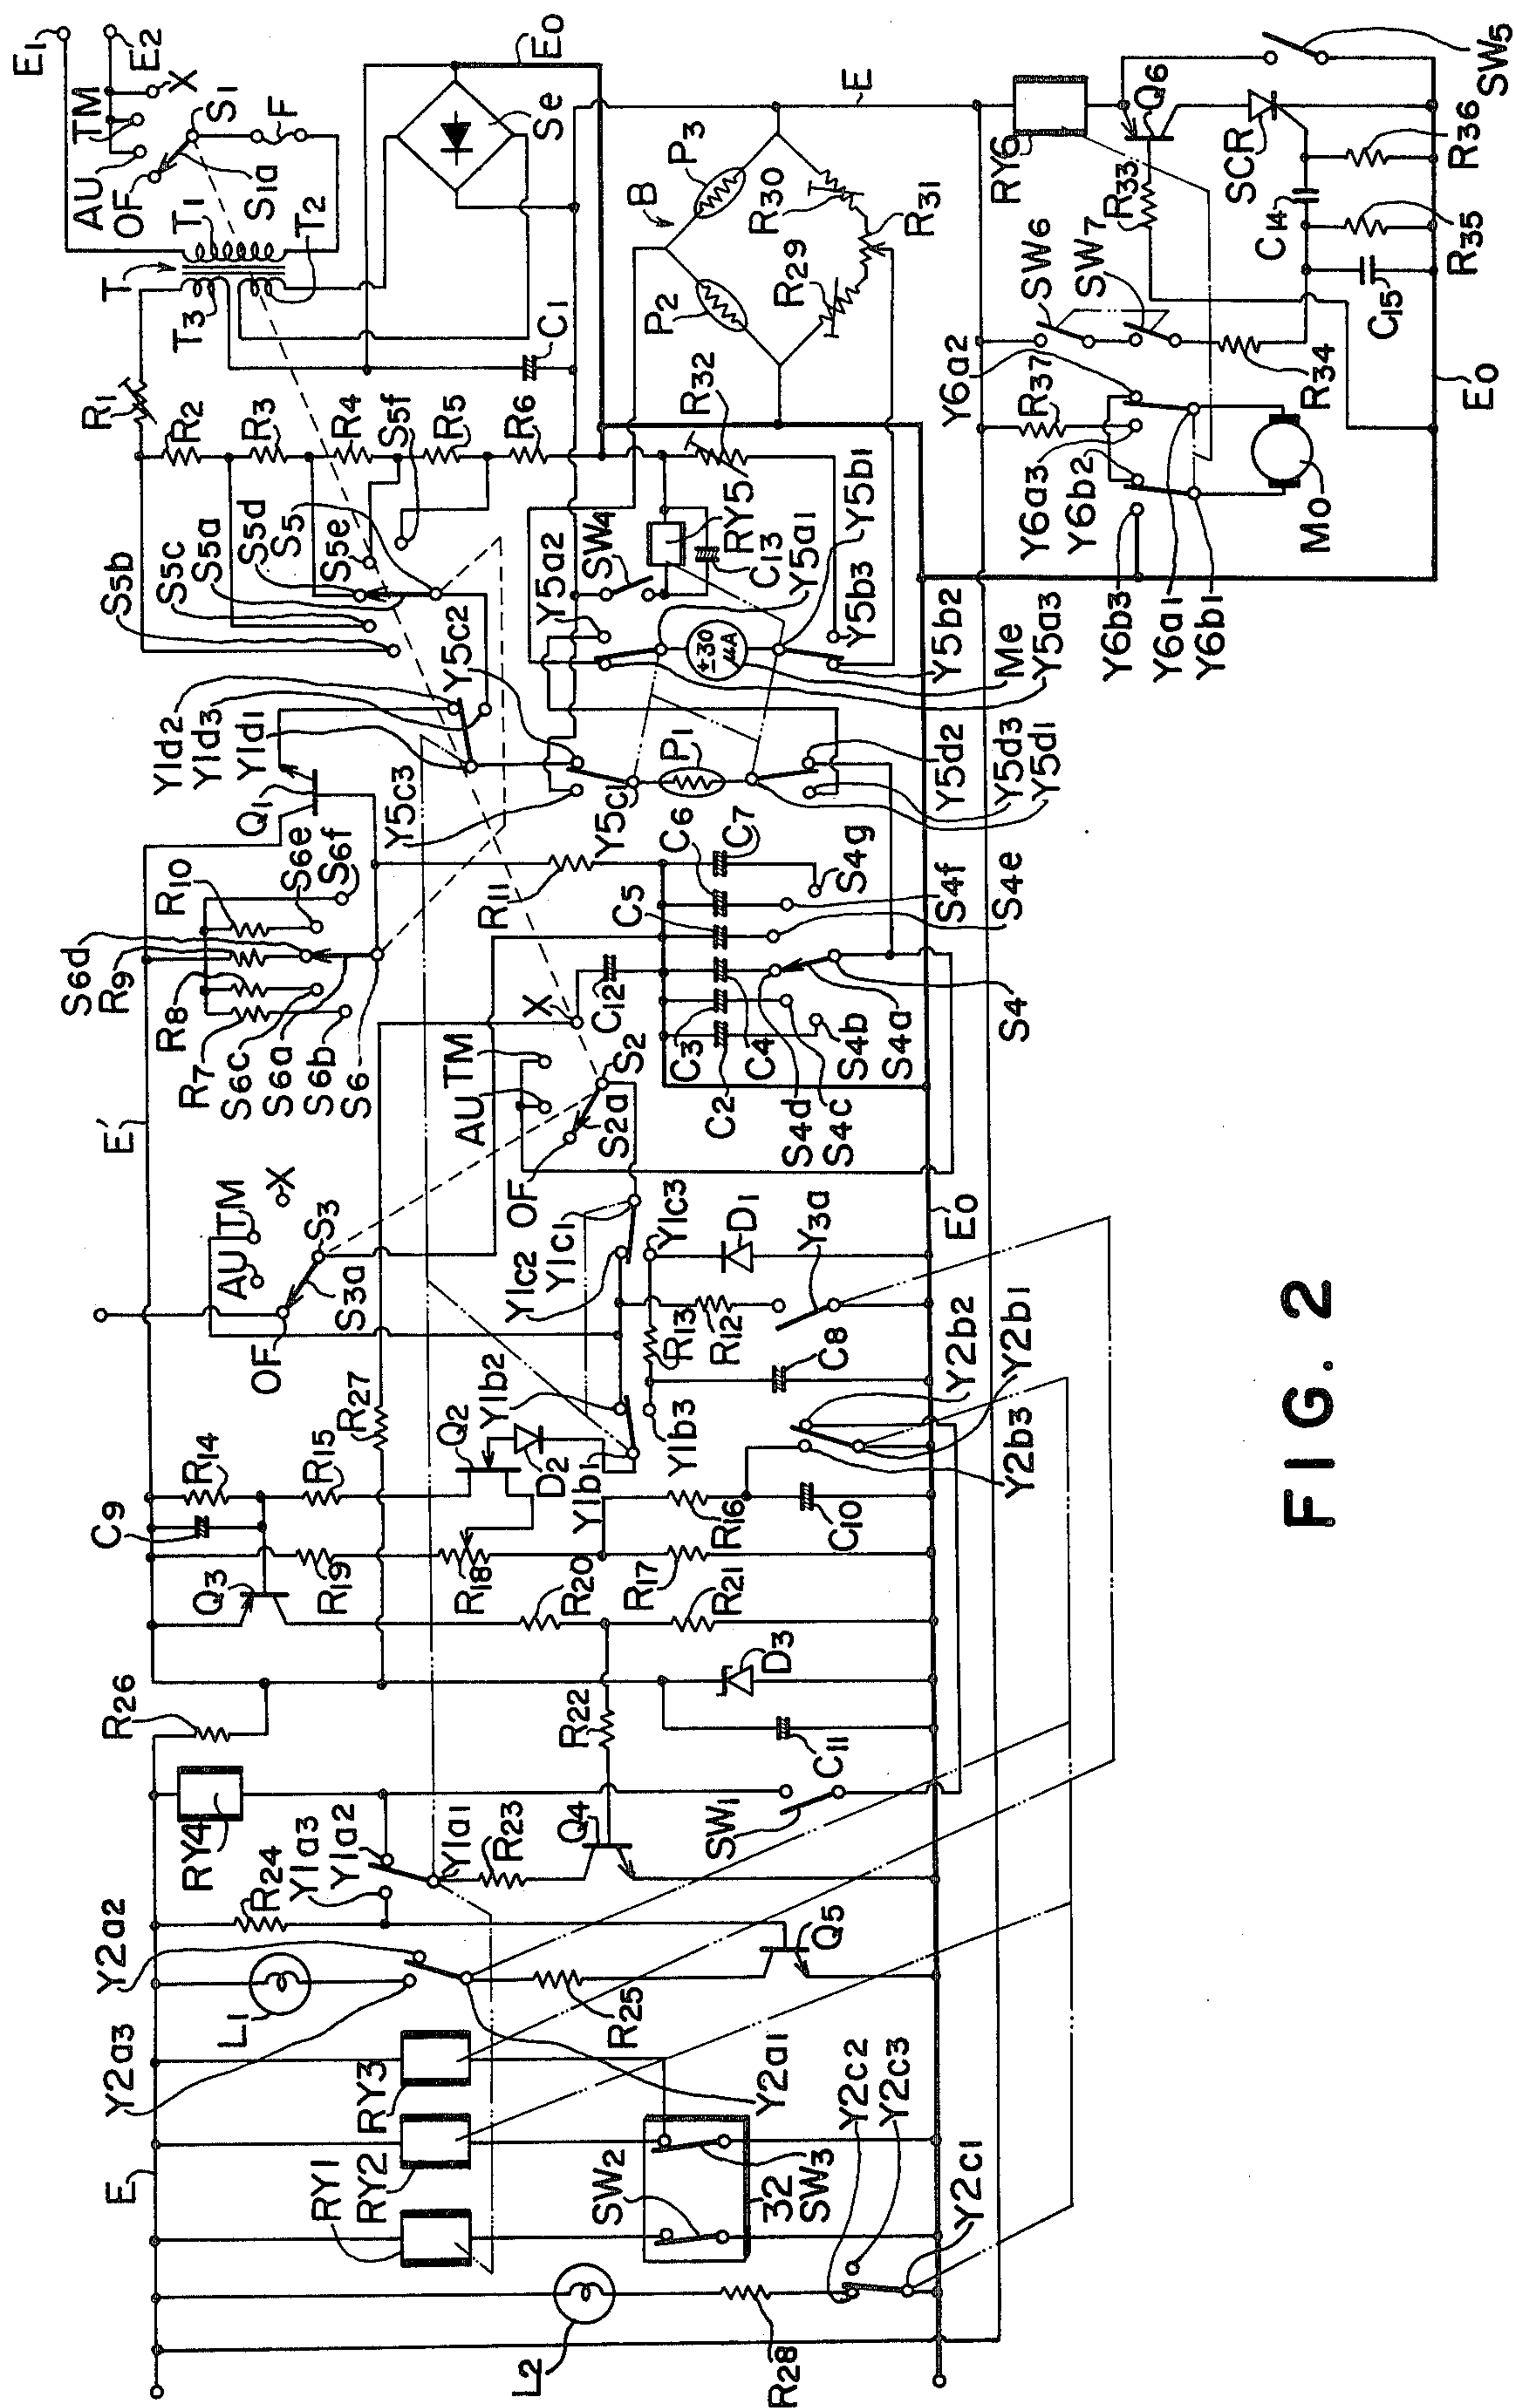 E1
E2
X
TM
AU
OF
S1
S1a
F
T
T1
T2
T3
Se
E0
C1
R1
R2
R3
R4
S5f
R5
R6
S5b
S5c
S5a
S5d
S5
S5e
B
P3
P2
R30
R29
R31
R32
E
RY5
SW4
C13
Y5a2
Y5a1
Y5b1
Y5b3
Y5b2
Me
Y5a3
±30
μA
RY6
Q6
SW5
R33
SCR
R36
R35
C14
C15
SW6
SW7
R34
E0
Y6a2
R37
Y6a3
Y6b2
Mo
Y6b3
Y6a1
Y6b1
Y1d2
Y1d3
Y1d1
Y5c2
Y5c3
Q1
P1
Y5c1
Y5d2
Y5d3
Y5d1
S6d
R9
R10
S6e
S6f
R8
R7
S6c
S6a
S6b
S6
R11
C6
C7
C5
S4g
S4f
S4e
C12
X
C3
C4
C2
S4d
S4c
S4b
S4a
S4
TM
AU
S2
S2a
OF
E'
X
TM
AU
S3
S3a
OF
Y1c2
Y1c1
Y1c3
D1
Y3a
E0
R13
R12
C8
Y1b2
Y1b3
Y1b1
Y2b2
Y2b1
Y2b3
R27
R14
R15
Q2
D2
C9
Q3
R19
R18
R20
R16
R17
R21
C10
R26
R22
D3
C11
RY4
Y1a3
Y1a2
Y1a1
R23
Q4
SW1
R24
Q5
Y2a2
L1
R25
Y2a3
RY3
RY2
RY1
Y2a1
SW2
32
SW3
Y2c2
Y2c3
Y2c1
E
L2
R28
FIG. 2